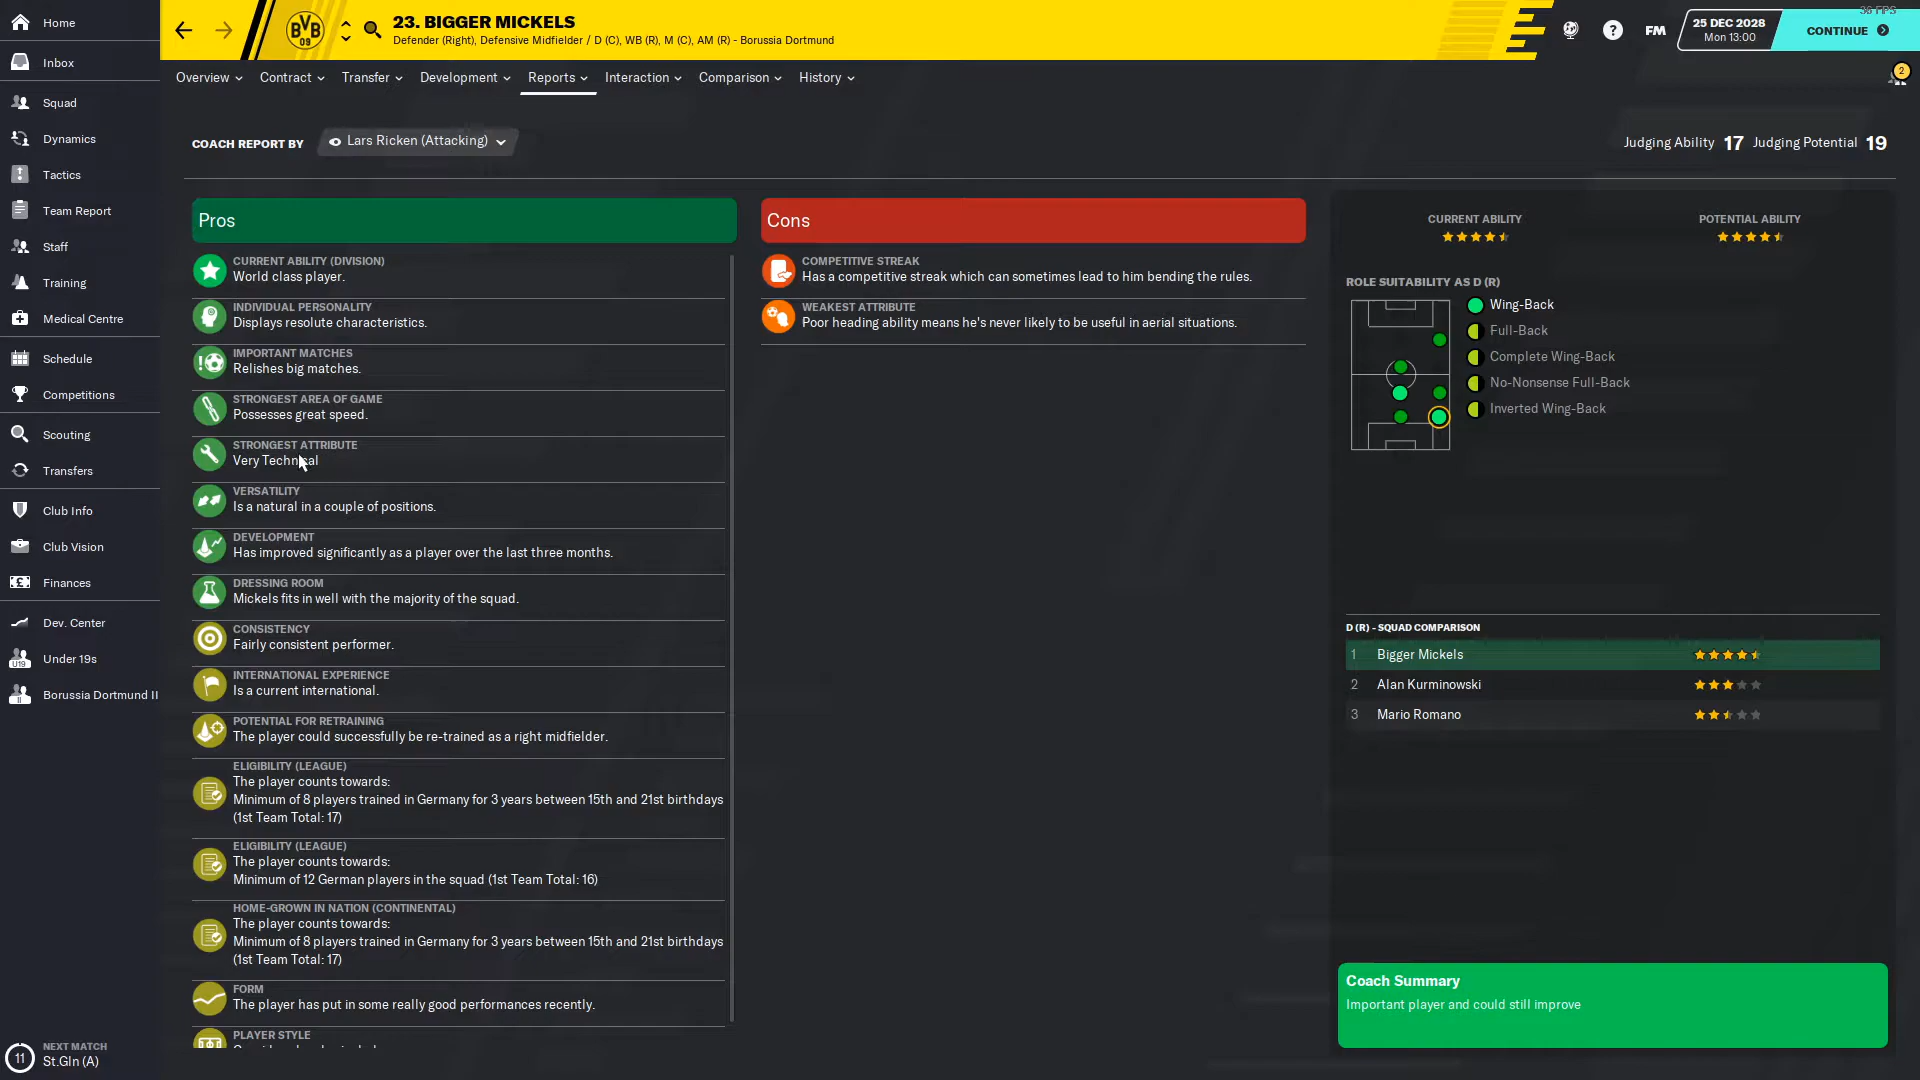 Home
Inbox
Squad
Dynamics
Tactics
Team Report
Staff
Training
Medical Centre
Schedule
Competitions
Scouting
Transfers
Club Info
Club Vision
Finances
Dev. Center
U19
Under 19s
II
Borussia Dortmund II
11
NEXT MATCH
St.Gln (A)
BVB
09
23. BIGGER MICKELS
Defender (Right), Defensive Midfielder / D (C), WB (R), M (C), AM (R) - Borussia Dortmund
FM
25 DEC 2028
Mon 13:00
CONTINUE
2
Overview
Contract
Transfer
Development
Reports
Interaction
Comparison
History
COACH REPORT BY
Lars Ricken (Attacking)
Judging Ability 17 Judging Potential 19
Pros
CURRENT ABILITY (DIVISION)
World class player.
INDIVIDUAL PERSONALITY
Displays resolute characteristics.
IMPORTANT MATCHES
Relishes big matches.
STRONGEST AREA OF GAME
Possesses great speed.
STRONGEST ATTRIBUTE
Very Technical
VERSATILITY
Is a natural in a couple of positions.
DEVELOPMENT
Has improved significantly as a player over the last three months.
DRESSING ROOM
Mickels fits in well with the majority of the squad.
CONSISTENCY
Fairly consistent performer.
INTERNATIONAL EXPERIENCE
Is a current international.
POTENTIAL FOR RETRAINING
The player could successfully be re-trained as a right midfielder.
ELIGIBILITY (LEAGUE)
The player counts towards:
Minimum of 8 players trained in Germany for 3 years between 15th and 21st birthdays
(1st Team Total: 17)
ELIGIBILITY (LEAGUE)
The player counts towards:
Minimum of 12 German players in the squad (1st Team Total: 16)
HOME-GROWN IN NATION (CONTINENTAL)
The player counts towards:
Minimum of 8 players trained in Germany for 3 years between 15th and 21st birthdays
(1st Team Total: 17)
FORM
The player has put in some really good performances recently.
PLAYER STYLE
Cons
COMPETITIVE STREAK
Has a competitive streak which can sometimes lead to him bending the rules.
WEAKEST ATTRIBUTE
Poor heading ability means he's never likely to be useful in aerial situations.
CURRENT ABILITY
POTENTIAL ABILITY
ROLE SUITABILITY AS D (R)
Wing-Back
Full-Back
Complete Wing-Back
No-Nonsense Full-Back
Inverted Wing-Back
D (R) - SQUAD COMPARISON
1 Bigger Mickels
2 Alan Kurminowski
3 Mario Romano
Coach Summary
Important player and could still improve